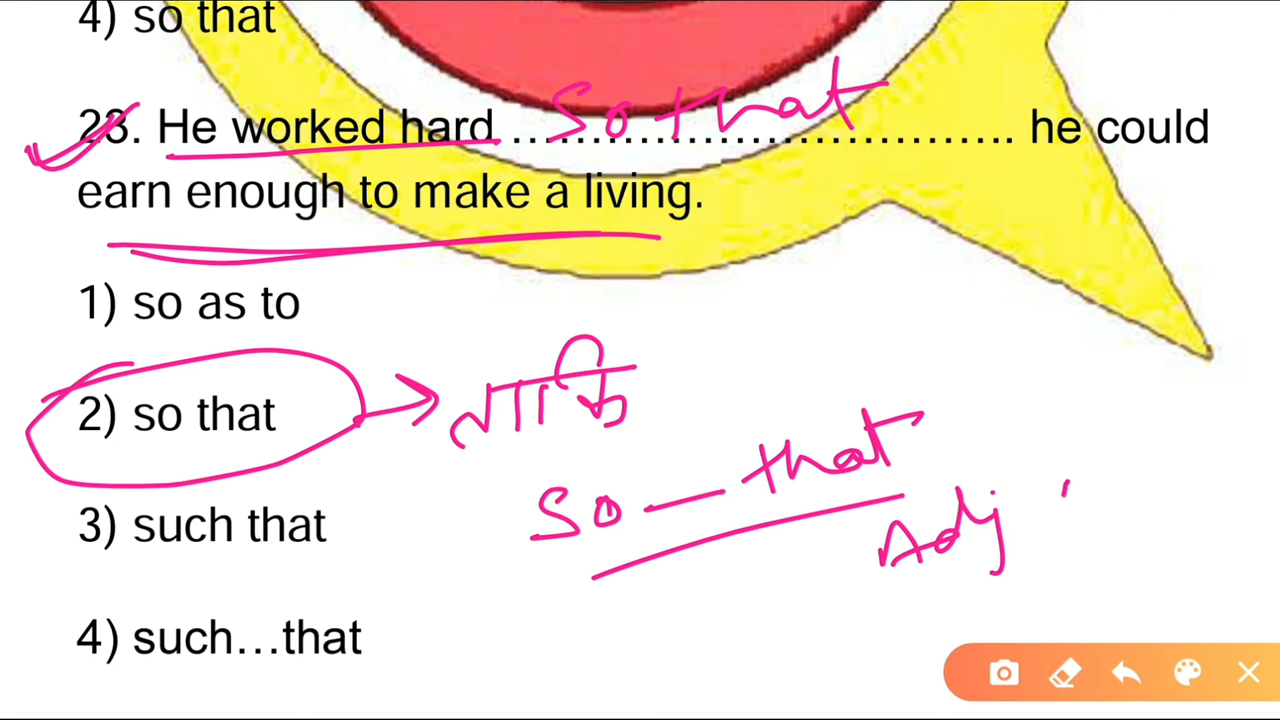 4) so that
so that
23. He worked hard ………………………………. he could
earn enough to make a living.
1) so as to
2) so that
3) such that
So — that
Adj
4) such…that